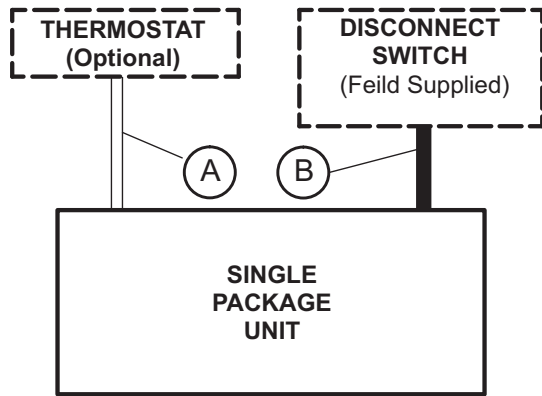 THERMOSTAT
(Optional)
DISCONNECT
SWITCH
(Feild Supplied)
A
B
SINGLE
PACKAGE
UNIT